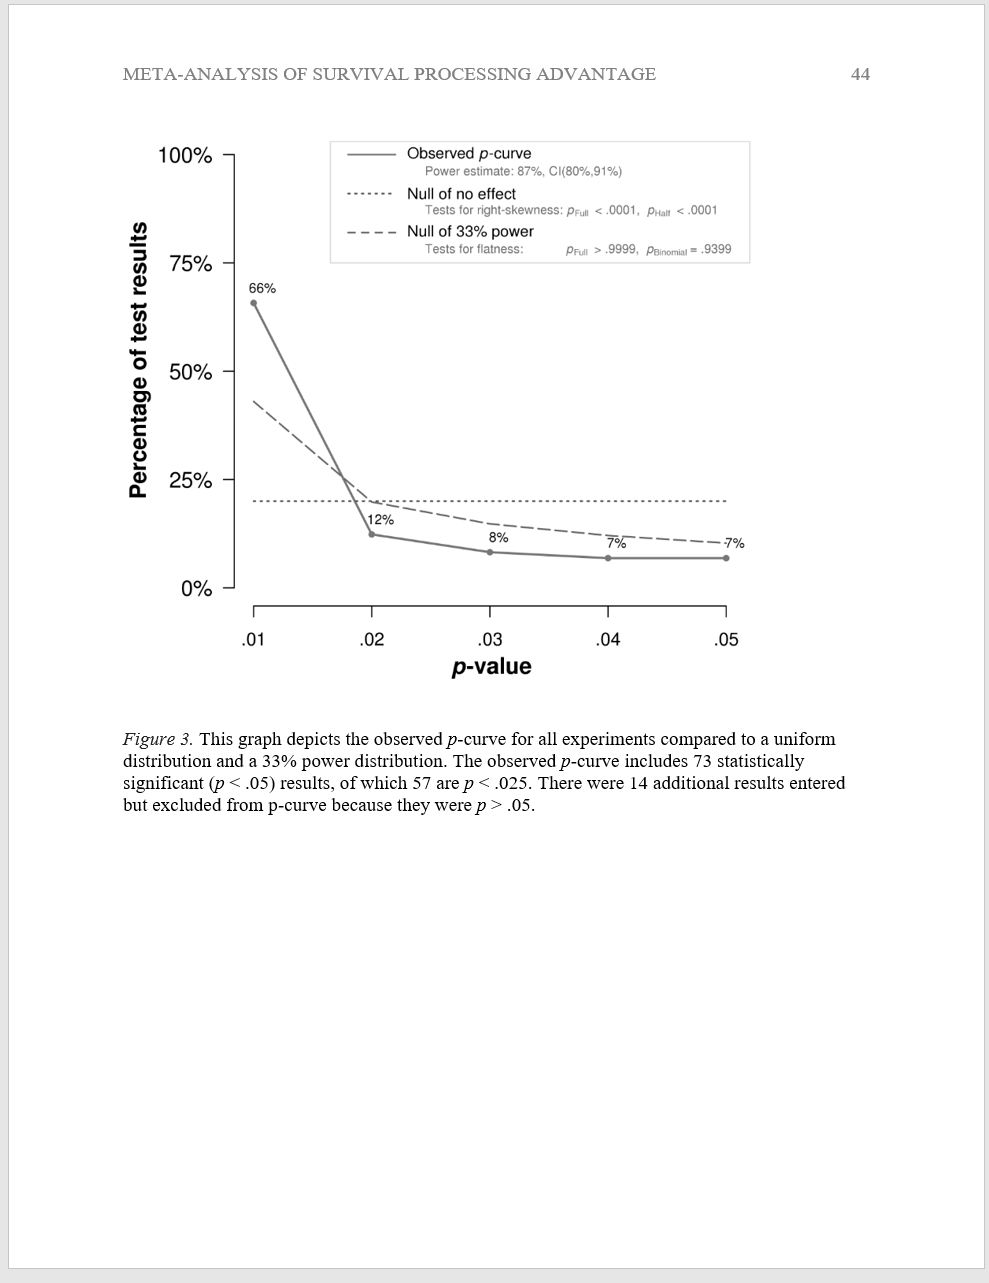 META-ANALYSIS OF SURVIVAL PROCESSING ADVANTAGE 44
Observed p-curve
Power estimate: 87%, CI(80%,91%)
Null of no effect
Tests for right-skewness: pFull < .0001, pHalf < .0001
Null of 33% power
Tests for flatness: pFull > .9999, pBinomial = .9399
Percentage of test results
100%
75%
50%
25%
0%
66%
12%
8%
7%
7%
.01 .02 .03 .04 .05
p-value
Figure 3. This graph depicts the observed p-curve for all experiments compared to a uniform
distribution and a 33% power distribution. The observed p-curve includes 73 statistically
significant (p < .05) results, of which 57 are p < .025. There were 14 additional results entered
but excluded from p-curve because they were p > .05.